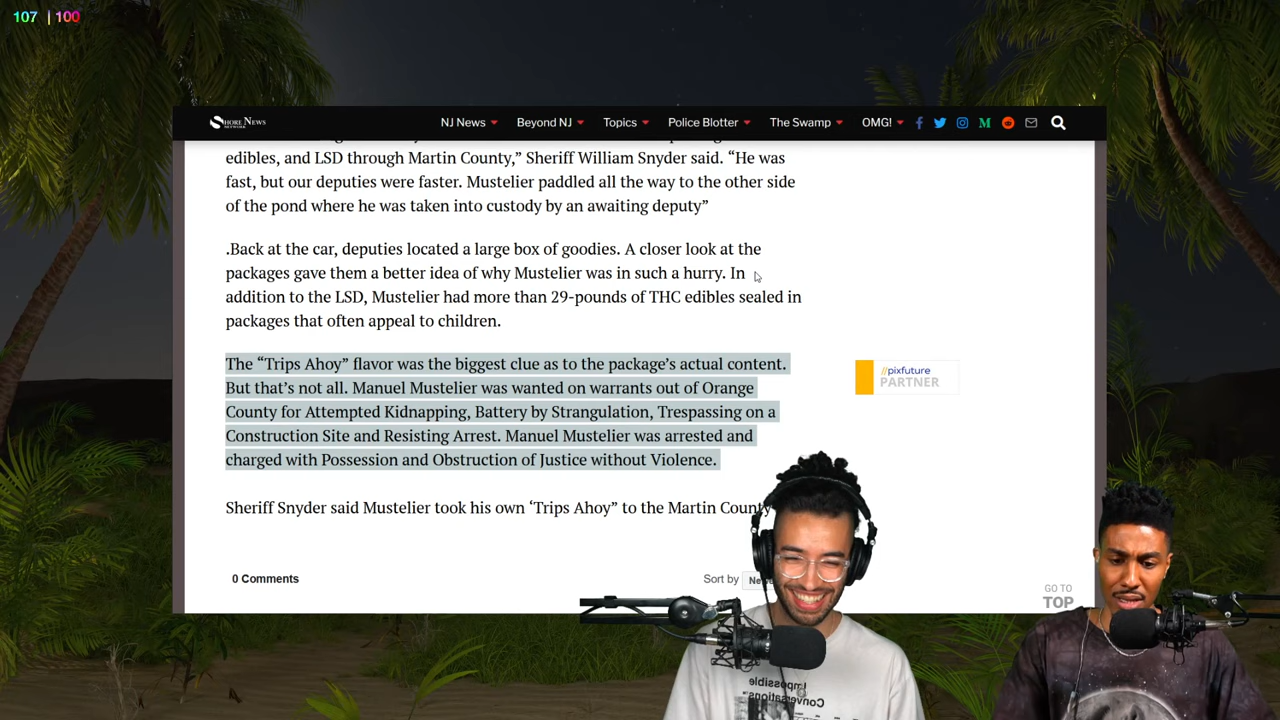 107 | 100
SHORE NEWS
NETWORK
NJ News
Beyond NJ
Topics
Police Blotter
The Swamp
OMG!
edibles, and LSD through Martin County,” Sheriff William Snyder said. “He was
fast, but our deputies were faster. Mustelier paddled all the way to the other side
of the pond where he was taken into custody by an awaiting deputy”
.Back at the car, deputies located a large box of goodies. A closer look at the
packages gave them a better idea of why Mustelier was in such a hurry. In
addition to the LSD, Mustelier had more than 29-pounds of THC edibles sealed in
packages that often appeal to children.
The “Trips Ahoy” flavor was the biggest clue as to the package’s actual content.
But that’s not all. Manuel Mustelier was wanted on warrants out of Orange
County for Attempted Kidnapping, Battery by Strangulation, Trespassing on a
Construction Site and Resisting Arrest. Manuel Mustelier was arrested and
charged with Possession and Obstruction of Justice without Violence.
Sheriff Snyder said Mustelier took his own ‘Trips Ahoy” to the Martin County
//pixfuture
PARTNER
0 Comments
Sort by
GO TO
TOP
Impossible
Conversations